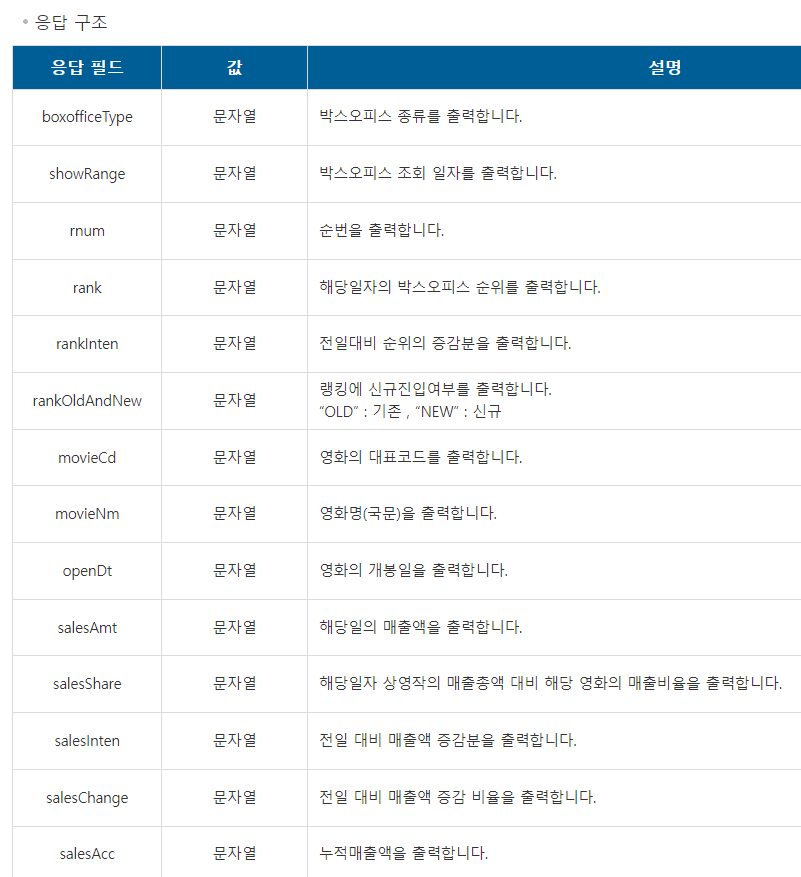 • 응답 구조
응답 필드 값 설명
boxofficeType 문자열 박스오피스 종류를 출력합니다.
showRange 문자열 박스오피스 조회 일자를 출력합니다.
rnum 문자열 순번을 출력합니다.
rank 문자열 해당일자의 박스오피스 순위를 출력합니다.
rankInten 문자열 전일대비 순위의 증감분을 출력합니다.
rankOldAndNew 문자열 랭킹에 신규진입여부를 출력합니다.
“OLD” : 기존 , “NEW” : 신규
movieCd 문자열 영화의 대표코드를 출력합니다.
movieNm 문자열 영화명(국문)을 출력합니다.
openDt 문자열 영화의 개봉일을 출력합니다.
salesAmt 문자열 해당일의 매출액을 출력합니다.
salesShare 문자열 해당일자 상영작의 매출총액 대비 해당 영화의 매출비율을 출력합니다.
salesInten 문자열 전일 대비 매출액 증감분을 출력합니다.
salesChange 문자열 전일 대비 매출액 증감 비율을 출력합니다.
salesAcc 문자열 누적매출액을 출력합니다.